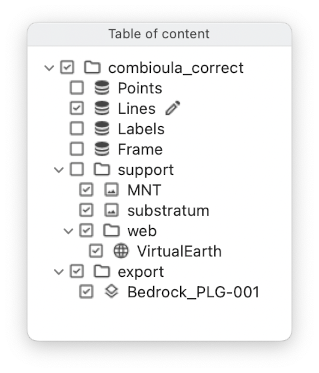 Table of content
combioula_correct
Points
Lines
Labels
Frame
support
MNT
substratum
web
VirtualEarth
export
Bedrock_PLG-001